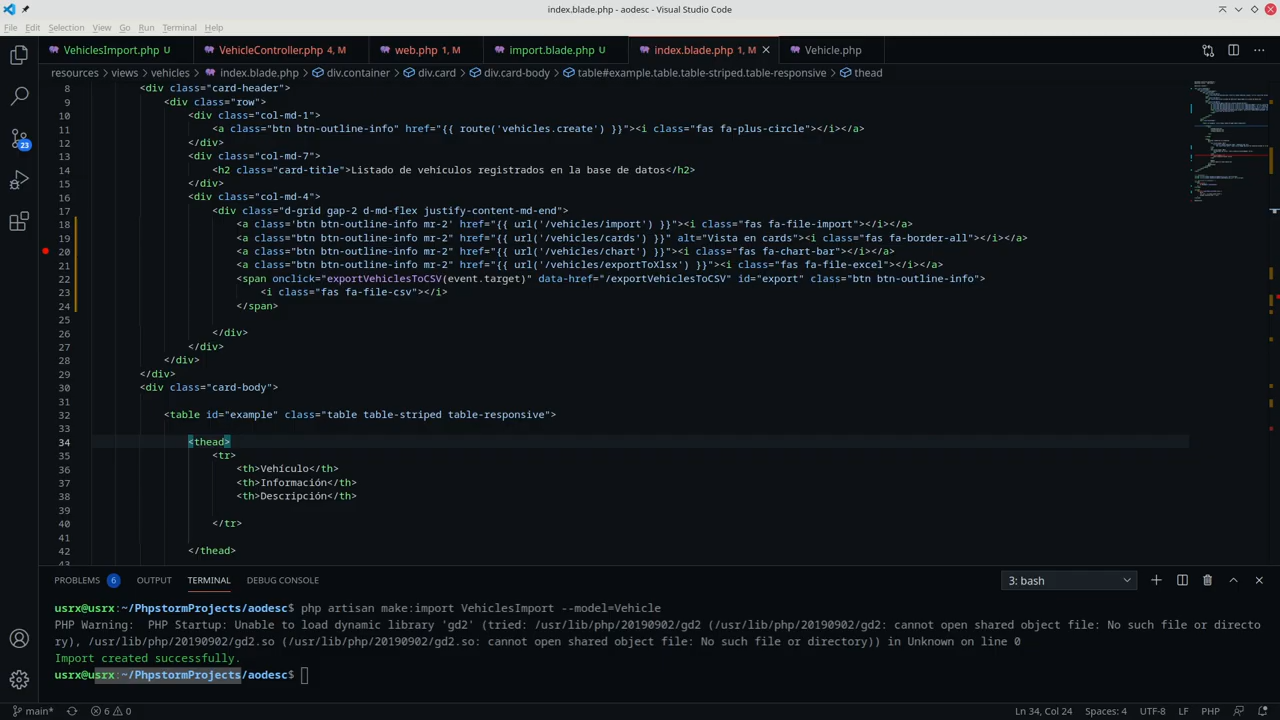 index.blade.php - aodesc - Visual Studio Code
File Edit Selection View Go Run Terminal Help
VehiclesImport.php U VehicleController.php 4, M web.php 1, M import.blade.php U index.blade.php 1, M Vehicle.php
resources > views > vehicles > index.blade.php > div.container > div.card > div.card-body > table#example.table.table-striped.table-responsive > thead
8 <div class="card-header">
9 <div class="row">
10 <div class="col-md-1">
11 <a class="btn btn-outline-info" href="{{ route('vehicles.create') }}"><i class="fas fa-plus-circle"></i></a>
12 </div>
13 <div class="col-md-7">
14 <h2 class="card-title">Listado de vehículos registrados en la base de datos</h2>
15 </div>
16 <div class="col-md-4">
17 <div class="d-grid gap-2 d-md-flex justify-content-md-end">
18 <a class='btn btn-outline-info mr-2' href="{{ url('/vehicles/import') }}"><i class="fas fa-file-import"></i></a>
19 <a class="btn btn-outline-info mr-2" href="{{ url('/vehicles/cards') }}" alt="Vista en cards"><i class="fas fa-border-all"></i></a>
20 <a class="btn btn-outline-info mr-2" href="{{ url('/vehicles/chart') }}"><i class="fas fa-chart-bar"></i></a>
21 <a class="btn btn-outline-info mr-2" href="{{ url('/vehicles/exportToXlsx') }}"><i class="fas fa-file-excel"></i></a>
22 <span onclick="exportVehiclesToCSV(event.target)" data-href="/exportVehiclesToCSV" id="export" class="btn btn-outline-info">
23 <i class="fas fa-file-csv"></i>
24 </span>
25
26 </div>
27 </div>
28 </div>
29 </div>
30 <div class="card-body">
31
32 <table id="example" class="table table-striped table-responsive">
33
34 <thead>
35 <tr>
36 <th>Vehículo</th>
37 <th>Información</th>
38 <th>Descripción</th>
39
40 </tr>
41
42 </thead>
43
PROBLEMS 6 OUTPUT TERMINAL DEBUG CONSOLE 3: bash
usrx@usrx:~/PhpstormProjects/aodesc$ php artisan make:import VehiclesImport --model=Vehicle
PHP Warning:  PHP Startup: Unable to load dynamic library 'gd2' (tried: /usr/lib/php/20190902/gd2 (/usr/lib/php/20190902/gd2: cannot open shared object file: No such file or directo
ry), /usr/lib/php/20190902/gd2.so (/usr/lib/php/20190902/gd2.so: cannot open shared object file: No such file or directory)) in Unknown on line 0
Import created successfully.
usrx@usrx:~/PhpstormProjects/aodesc$
23
main* 6 0 Ln 34, Col 24 Spaces: 4 UTF-8 LF PHP